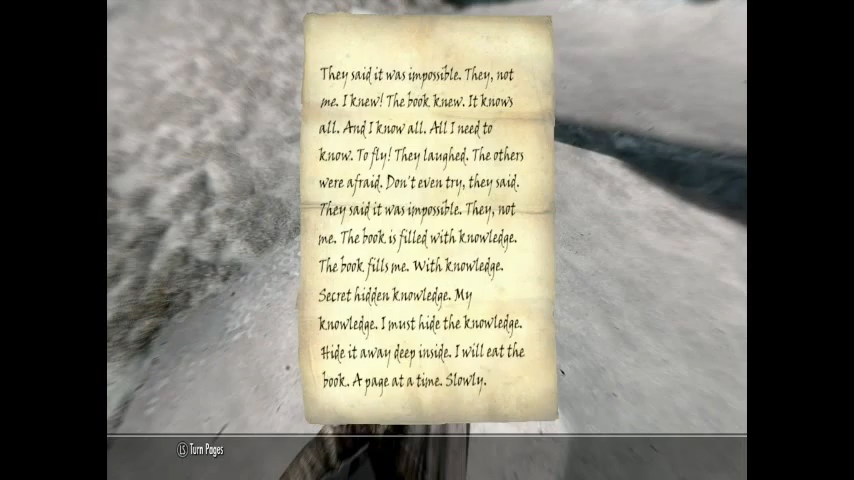 They said it was impossible. They, not
me. I knew! The book knew. It knows
all. And I know all. All I need to
know. To fly! They laughed. The others
were afraid. Don't even try, they said.
They said it was impossible. They, not
me. The book is filled with knowledge.
The book fills me. With knowledge.
Secret hidden knowledge. My
knowledge. I must hide the knowledge.
Hide it away deep inside. I will eat the
book. A page at a time. Slowly.
LS Turn Pages